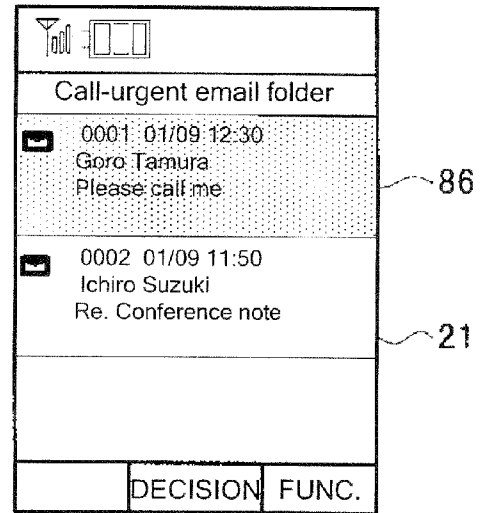 Call-urgent email folder
0001 01/09 12:30
Goro Tamura
Please call me
86
0002 01/09 11:50
Ichiro Suzuki
Re. Conference note
21
DECISION FUNC.